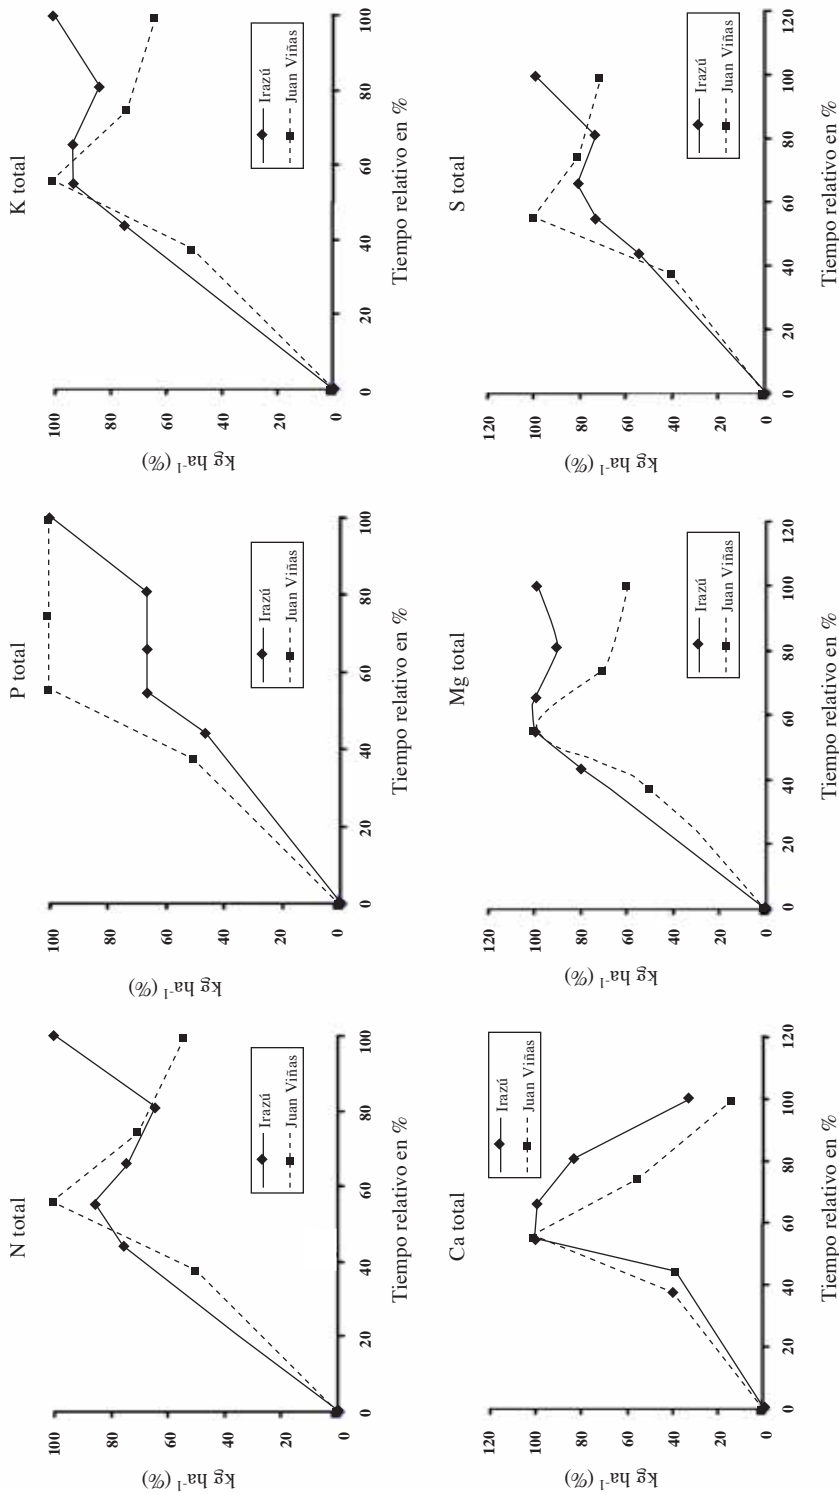 N total
kg ha⁻¹ (%)
100
80
60
40
20
0
Irazú
Juan Viñas
0 20 40 60 80 100
Tiempo relativo en %
P total
kg ha⁻¹ (%)
100
80
60
40
20
0
Irazú
Juan Viñas
0 20 40 60 80 100
Tiempo relativo en %
K total
kg ha⁻¹ (%)
100
80
60
40
20
0
Irazú
Juan Viñas
0 20 40 60 80 100
Tiempo relativo en %
Ca total
kg ha⁻¹ (%)
120
100
80
60
40
20
0
Irazú
Juan Viñas
0 20 40 60 80 100 120
Tiempo relativo en %
Mg total
kg ha⁻¹ (%)
120
100
80
60
40
20
0
Irazú
Juan Viñas
0 20 40 60 80 100 120
Tiempo relativo en %
S total
kg ha⁻¹ (%)
120
100
80
60
40
20
0
Irazú
Juan Viñas
0 20 40 60 80 100 120
Tiempo relativo en %